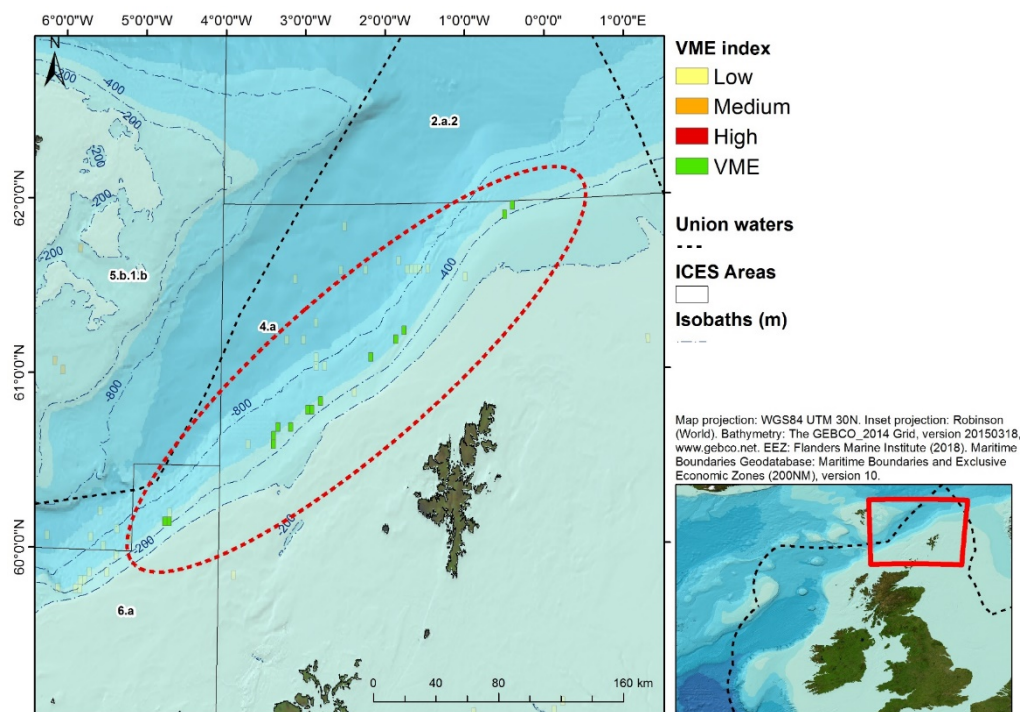 6°0'0"W 5°0'0"W 4°0'0"W 3°0'0"W 2°0'0"W 1°0'0"W 0°0'0" 1°0'0"E
N
62°0'0"N
61°0'0"N
60°0'0"N
-200
-400
-200
-200
-200
-200
-800
-800
-400
-200
-200
2.a.2
5.b.1.b
4.a
6.a
4
0 40 80 120 160 km
VME index
Low
Medium
High
VME
Union waters
ICES Areas
Isobaths (m)
Map projection: WGS84 UTM 30N. Inset projection: Robinson
(World). Bathymetry: The GEBCO_2014 Grid, version 20150318,
www.gebco.net. EEZ: Flanders Marine Institute (2018). Maritime
Boundaries Geodatabase: Maritime Boundaries and Exclusive
Economic Zones (200NM), version 10.